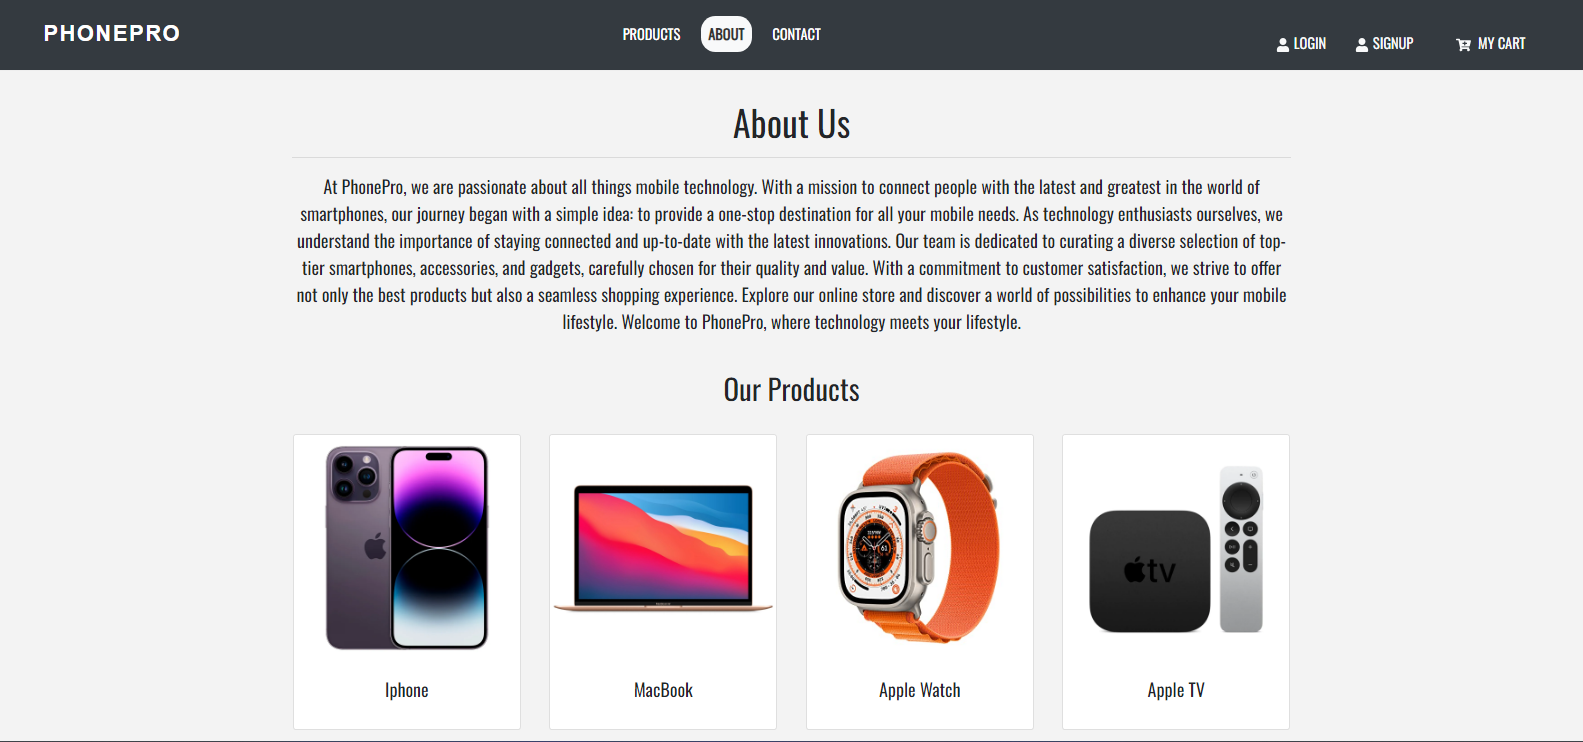 PHONEPRO
PRODUCTS ABOUT CONTACT
LOGIN SIGNUP MY CART
About Us
At PhonePro, we are passionate about all things mobile technology. With a mission to connect people with the latest and greatest in the world of
smartphones, our journey began with a simple idea: to provide a one-stop destination for all your mobile needs. As technology enthusiasts ourselves, we
understand the importance of staying connected and up-to-date with the latest innovations. Our team is dedicated to curating a diverse selection of top-
tier smartphones, accessories, and gadgets, carefully chosen for their quality and value. With a commitment to customer satisfaction, we strive to offer
not only the best products but also a seamless shopping experience. Explore our online store and discover a world of possibilities to enhance your mobile
lifestyle. Welcome to PhonePro, where technology meets your lifestyle.
Our Products
tv
Iphone
MacBook
Apple Watch
Apple TV